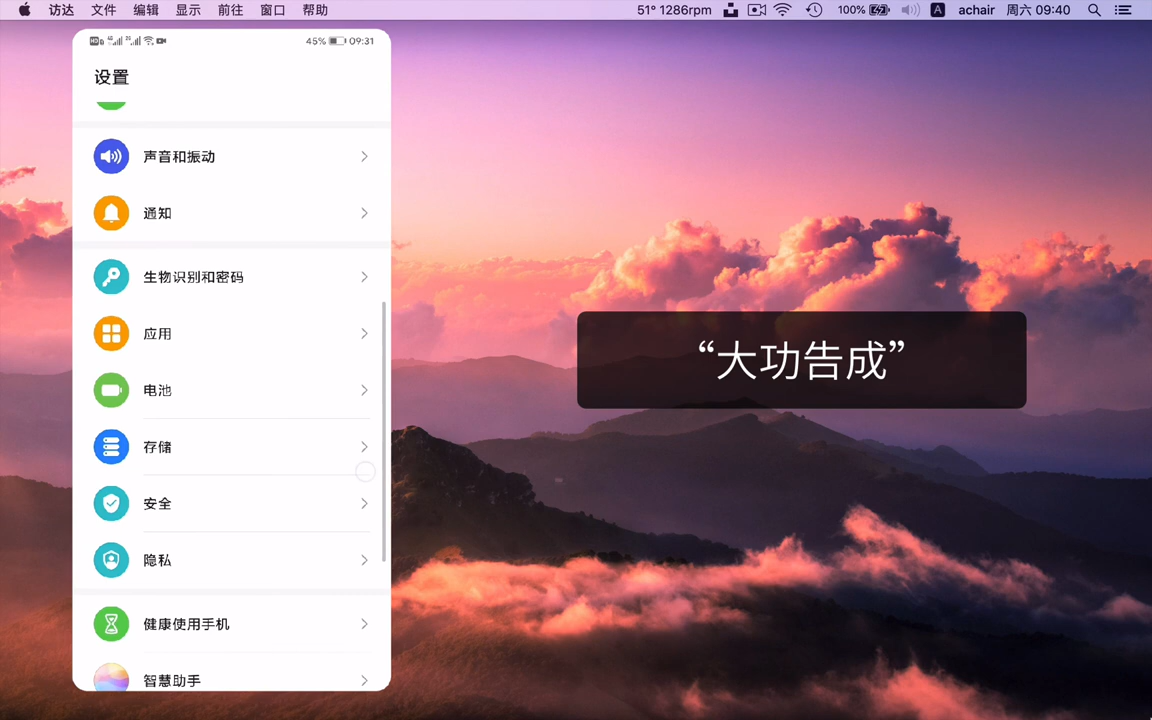 访达 文件 编辑 显示 前往 窗口 帮助 51° 1286rpm 100% A achair 周六 09:40
45% 09:31
设置
声音和振动
通知
生物识别和密码
应用
电池
存储
安全
隐私
健康使用手机
智慧助手
“大功告成”